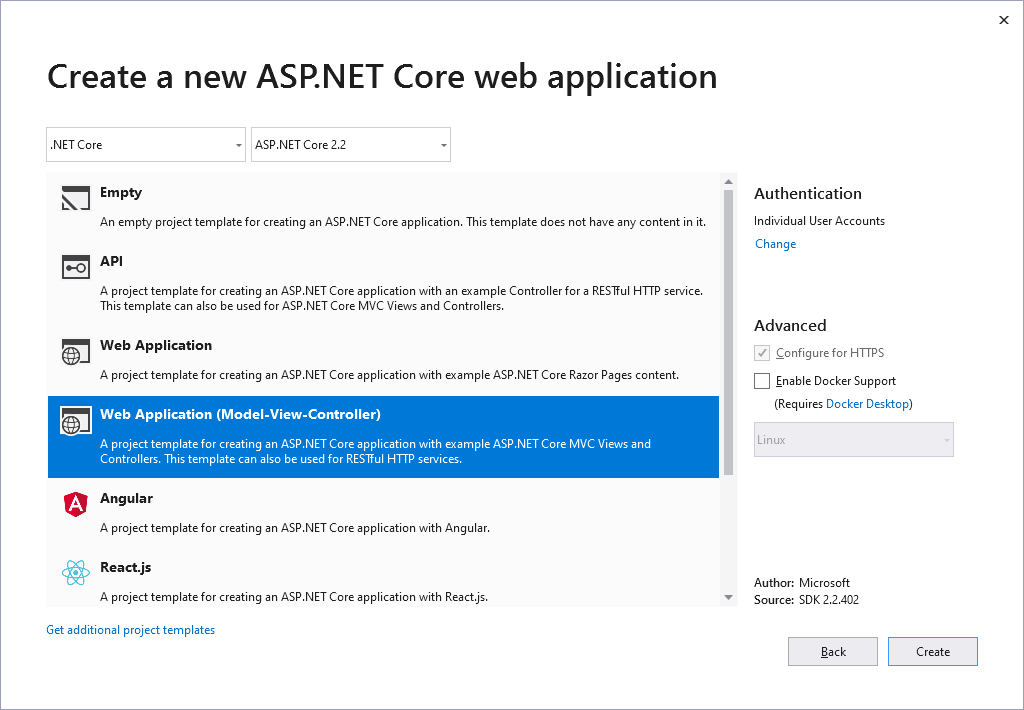 Create a new ASP.NET Core web application
.NET Core
ASP.NET Core 2.2
Empty
An empty project template for creating an ASP.NET Core application. This template does not have any content in it.
API
A project template for creating an ASP.NET Core application with an example Controller for a RESTful HTTP service.
This template can also be used for ASP.NET Core MVC Views and Controllers.
Web Application
A project template for creating an ASP.NET Core application with example ASP.NET Core Razor Pages content.
Web Application (Model-View-Controller)
A project template for creating an ASP.NET Core application with example ASP.NET Core MVC Views and
Controllers. This template can also be used for RESTful HTTP services.
Angular
A project template for creating an ASP.NET Core application with Angular.
React.js
A project template for creating an ASP.NET Core application with React.js.
Get additional project templates
Authentication
Individual User Accounts
Change
Advanced
Configure for HTTPS
Enable Docker Support
(Requires Docker Desktop)
Linux
Author: Microsoft
Source: SDK 2.2.402
Back
Create